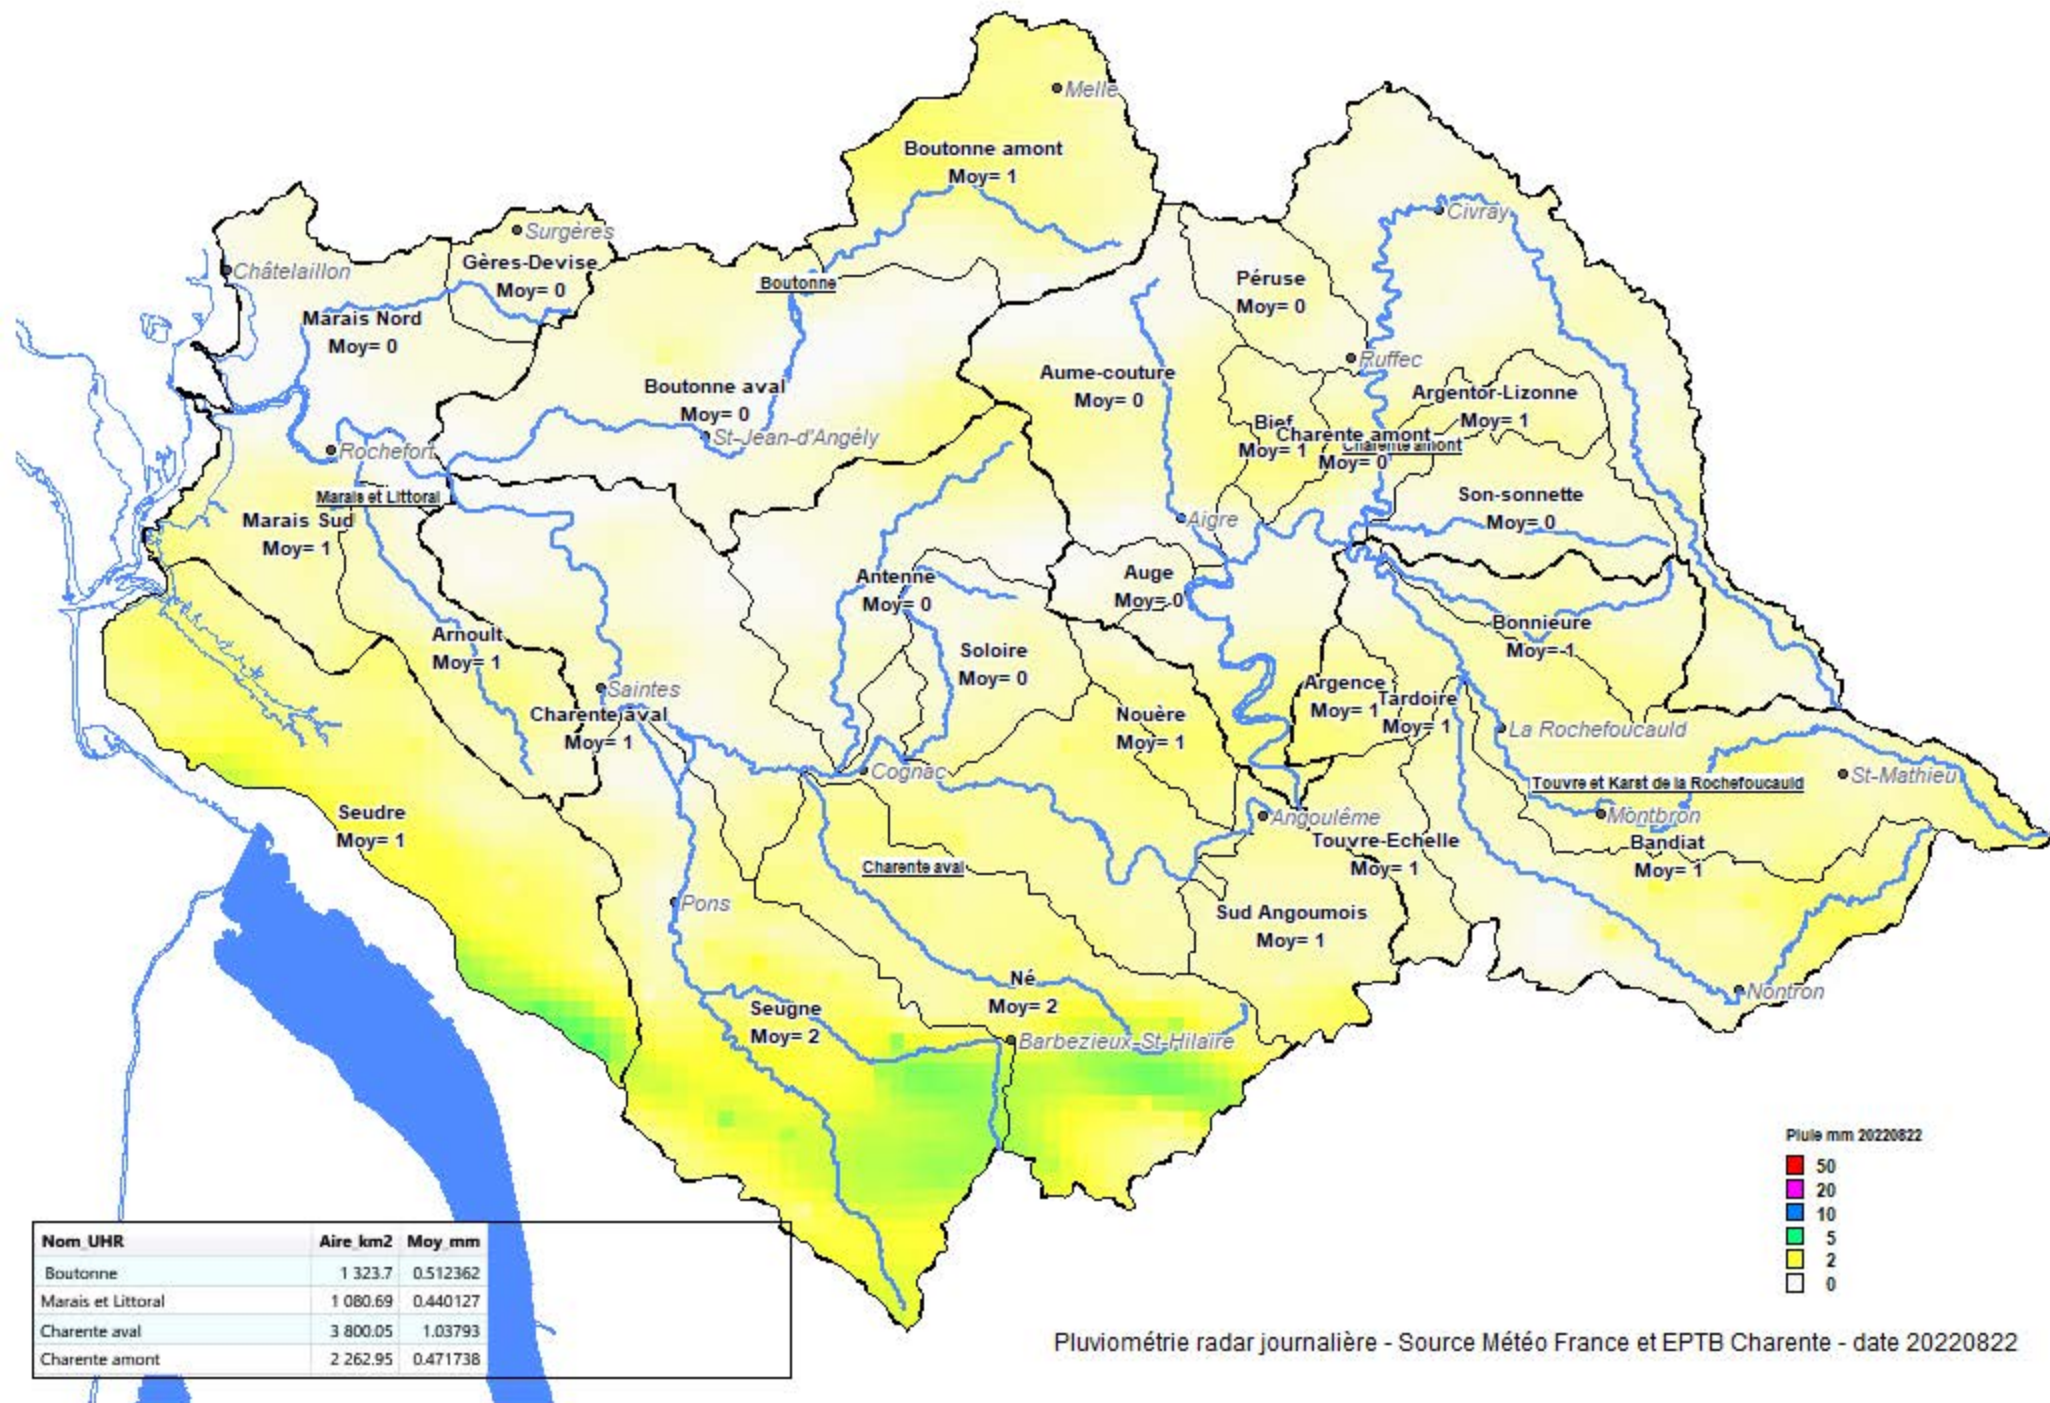 Melle
Boutonne amont
Moy= 1
Civray
Surgères
Châtelaillon
Gères-Devise
Moy= 0
Boutonne
Péruse
Moy= 0
Marais Nord
Moy= 0
Ruffec
Aume-couture
Moy= 0
Boutonne aval
Moy= 0
Argentor-Lizonne
Moy= 1
Bief
Moy= 1
Charente amont
Moy= 0
Charente amont
St-Jean-d'Angély
Rochefort
Marais et Littoral
Son-sonnette
Moy= 0
Marais Sud
Moy= 1
Aigre
Antenne
Moy= 0
Auge
Moy= 0
Bonnieure
Moy= 1
Arnoult
Moy= 1
Soloire
Moy= 0
Saintes
Argence
Moy= 1
Tardoire
Moy= 1
Charente aval
Moy= 1
Nouère
Moy= 1
La Rochefoucauld
Cognac
St-Mathieu
Touvre et Karst de la Rochefoucauld
Seudre
Moy= 1
Angoulême
Montbron
Touvre-Echelle
Moy= 1
Bandiat
Moy= 1
Charente aval
Pons
Sud Angoumois
Moy= 1
Né
Moy= 2
Nontron
Seugne
Moy= 2
Barbezieux-St-Hilaire
Pluie mm 20220822
50
20
10
5
2
0
Nom_UHR Aire_km2 Moy_mm
Boutonne 1 323.7 0.512362
Marais et Littoral 1 080.69 0.440127
Charente aval 3 800.05 1.03793
Charente amont 2 262.95 0.471738
Pluviométrie radar journalière - Source Météo France et EPTB Charente - date 20220822